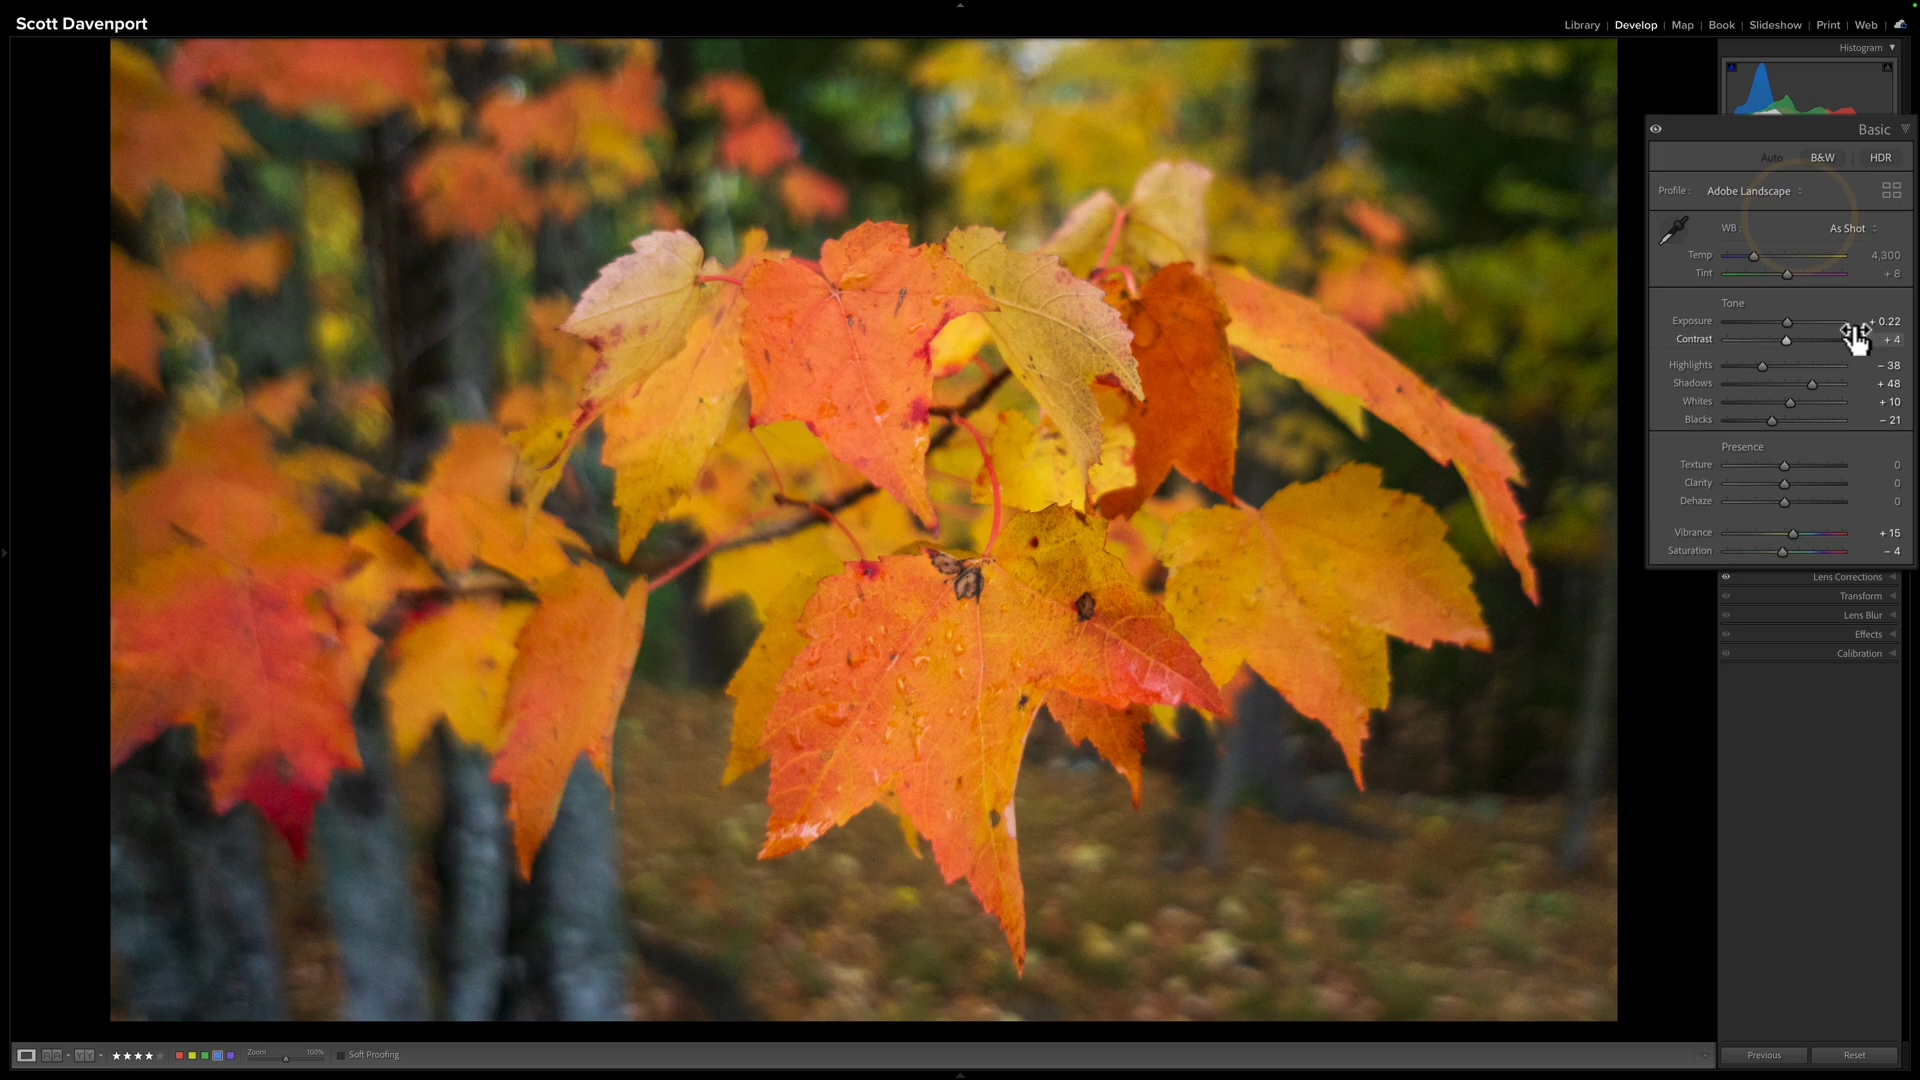 Scott Davenport
Library | Develop | Map | Book | Slideshow | Print | Web
Histogram
Basic
Auto B&W | HDR
Profile : Adobe Landscape
WB : As Shot
Temp 4,300
Tint + 8
Tone
Exposure + 0.22
Contrast + 4
Highlights – 38
Shadows + 48
Whites + 10
Blacks – 21
Presence
Texture 0
Clarity 0
Dehaze 0
Vibrance + 15
Saturation – 4
Lens Corrections
Transform
Lens Blur
Effects
Calibration
Zoom 100% Soft Proofing
Previous Reset